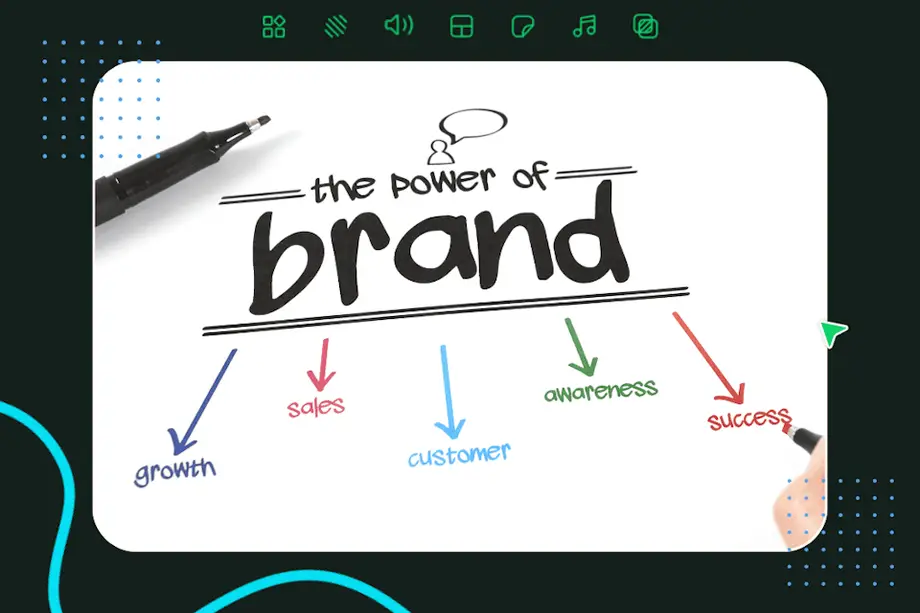 the power of
brand
growth
sales
customer
awareness
success